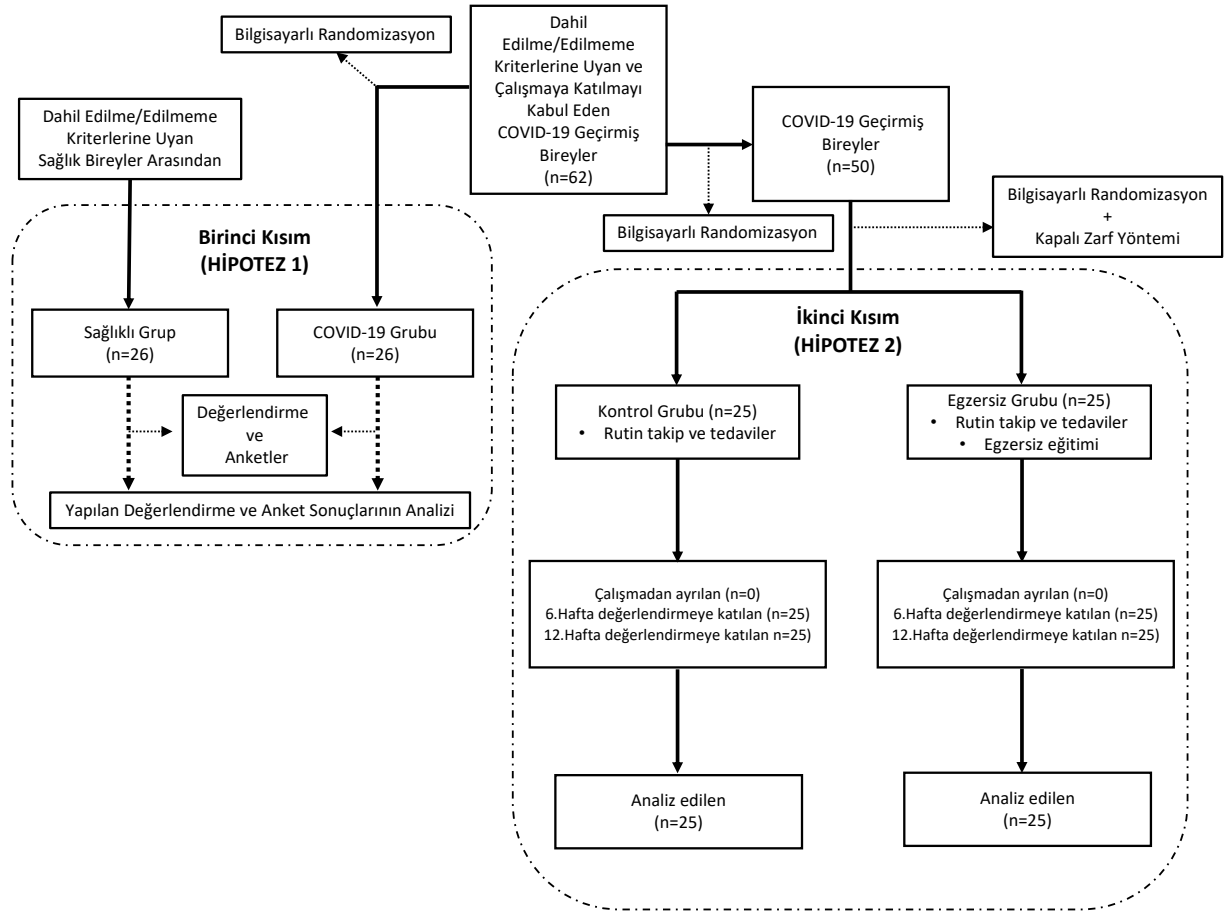 Bilgisayarlı Randomizasyon
Dahil
Edilme/Edilmeme
Kriterlerine Uyan ve
Çalışmaya Katılmayı
Kabul Eden
COVID-19 Geçirmiş
Bireyler
(n=62)
Dahil Edilme/Edilmeme
Kriterlerine Uyan
Sağlık Bireyler Arasından
COVID-19 Geçirmiş
Bireyler
(n=50)
Bilgisayarlı Randomizasyon
Bilgisayarlı Randomizasyon
+
Kapalı Zarf Yöntemi
Birinci Kısım
(HİPOTEZ 1)
Sağlıklı Grup
(n=26)
COVID-19 Grubu
(n=26)
Değerlendirme
ve
Anketler
Yapılan Değerlendirme ve Anket Sonuçlarının Analizi
İkinci Kısım
(HİPOTEZ 2)
Kontrol Grubu (n=25)
• Rutin takip ve tedaviler
Egzersiz Grubu (n=25)
• Rutin takip ve tedaviler
• Egzersiz eğitimi
Çalışmadan ayrılan (n=0)
6.Hafta değerlendirmeye katılan (n=25)
12.Hafta değerlendirmeye katılan n=25)
Çalışmadan ayrılan (n=0)
6.Hafta değerlendirmeye katılan (n=25)
12.Hafta değerlendirmeye katılan n=25)
Analiz edilen
(n=25)
Analiz edilen
(n=25)